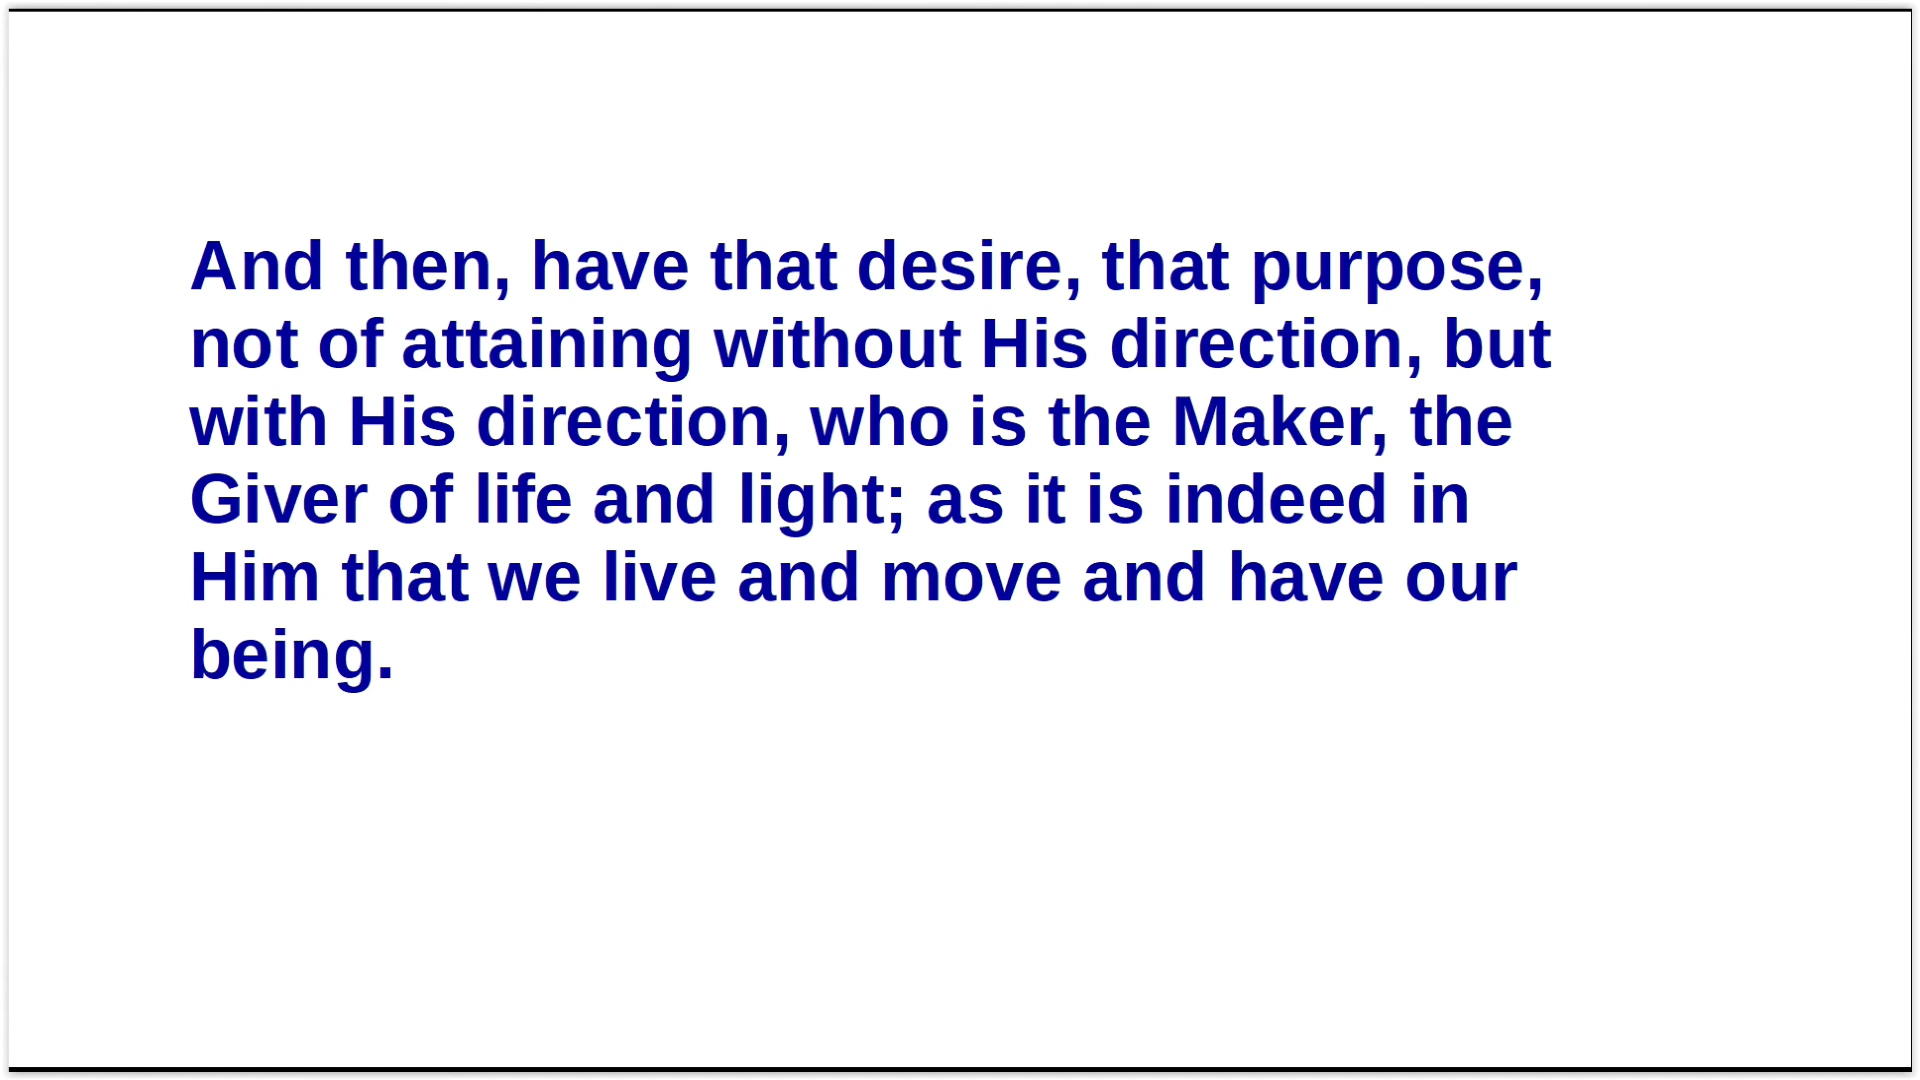 And then, have that desire, that purpose,
not of attaining without His direction, but
with His direction, who is the Maker, the
Giver of life and light; as it is indeed in
Him that we live and move and have our
being.